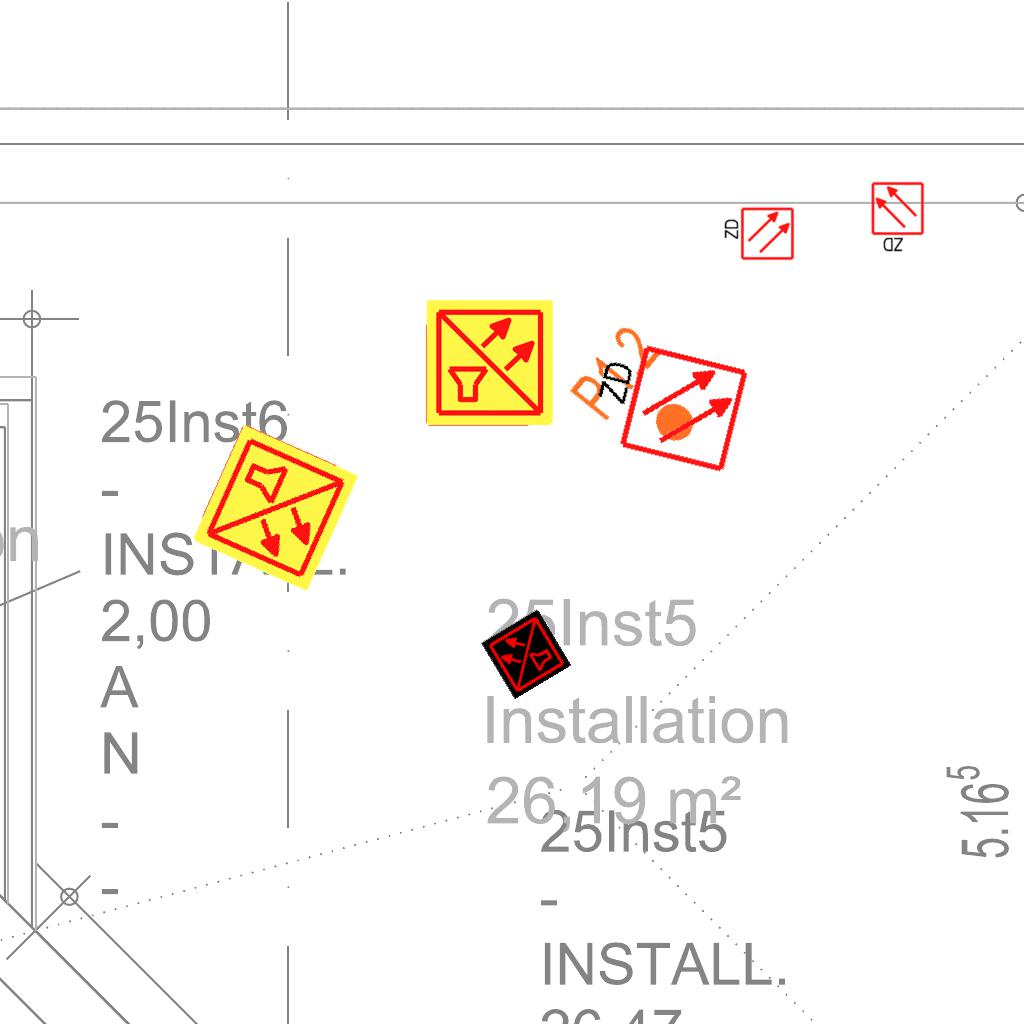 ZD
ZD
ZD
25Inst6
-
INSTALL.
2,00
A
N
-
-
25Inst5
Installation
26,19 m²
25Inst5
-
INSTALL.
5.16⁵